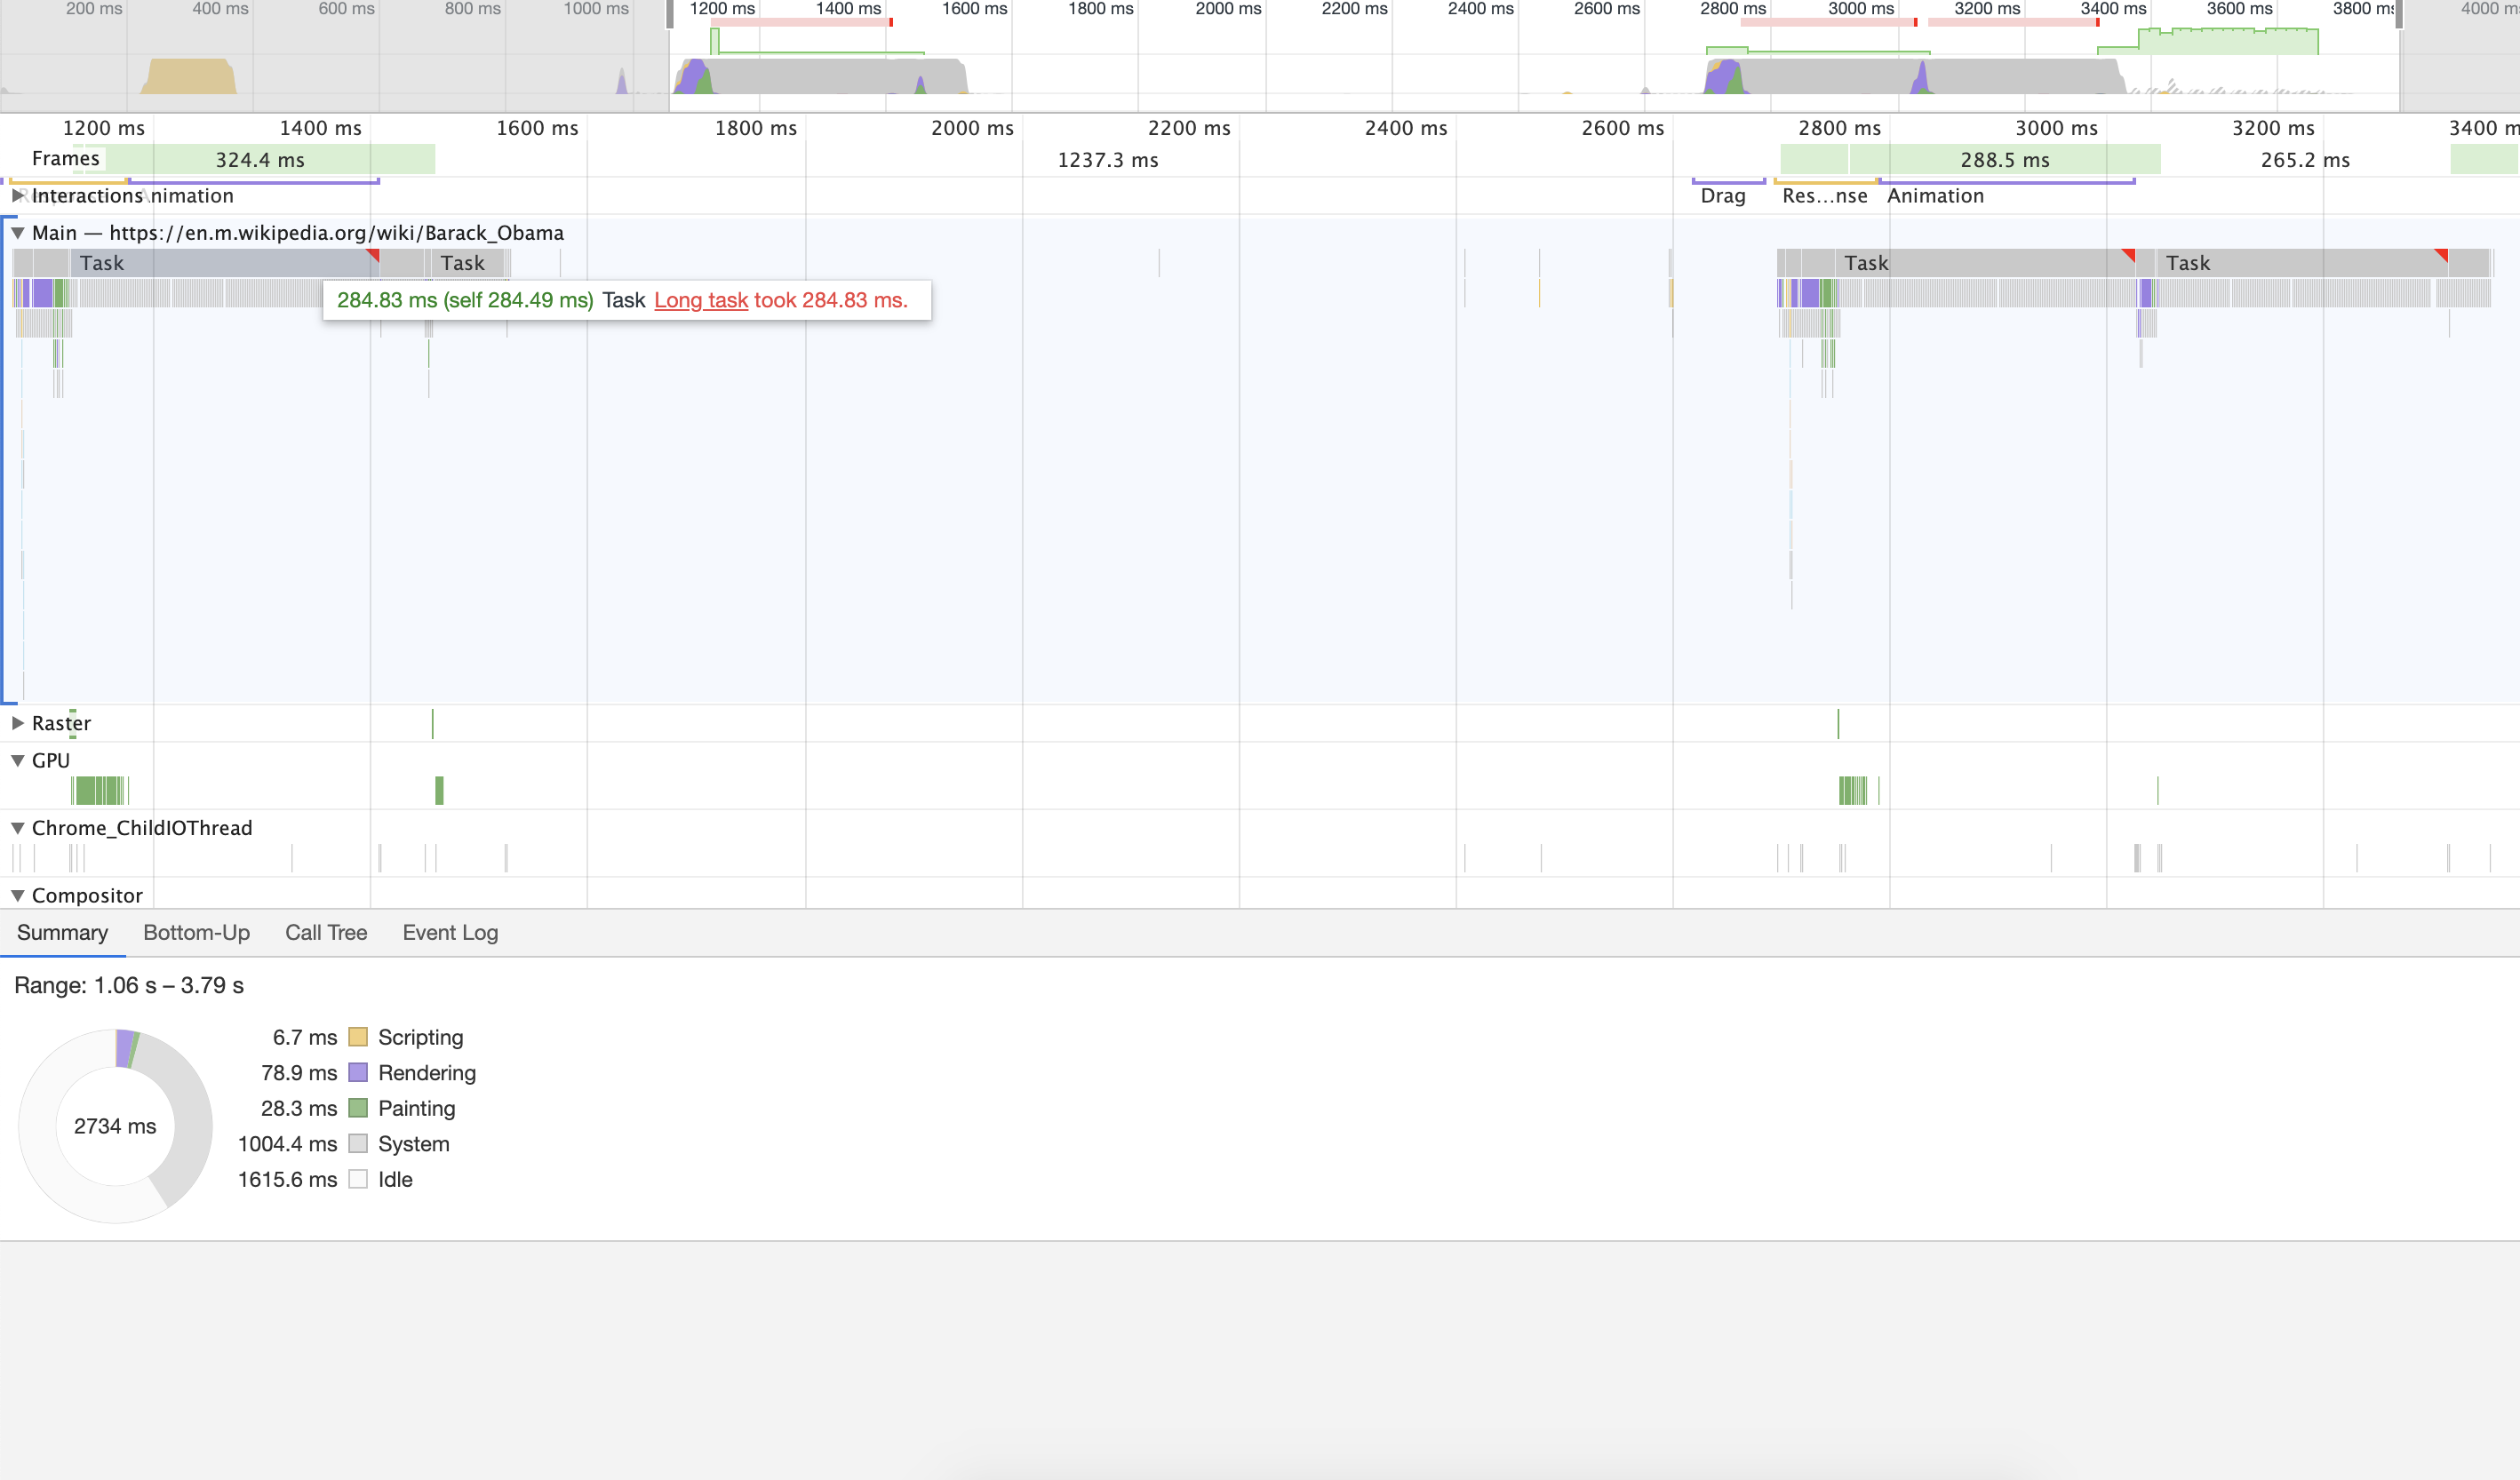 200 ms 400 ms 600 ms 800 ms 1000 ms 1200 ms 1400 ms 1600 ms 1800 ms 2000 ms 2200 ms 2400 ms 2600 ms 2800 ms 3000 ms 3200 ms 3400 ms 3600 ms 3800 ms 4000 m
1200 ms 1400 ms 1600 ms 1800 ms 2000 ms 2200 ms 2400 ms 2600 ms 2800 ms 3000 ms 3200 ms 3400 m
Frames 324.4 ms 1237.3 ms 288.5 ms 265.2 ms
Interactions nimation Drag Res…nse Animation
Main — https://en.m.wikipedia.org/wiki/Barack_Obama
Task Task Task Task
284.83 ms (self 284.49 ms) Task Long task took 284.83 ms.
Raster
GPU
Chrome_ChildIOThread
Compositor
Summary Bottom-Up Call Tree Event Log
Range: 1.06 s – 3.79 s
6.7 ms Scripting
78.9 ms Rendering
2734 ms
28.3 ms Painting
1004.4 ms System
1615.6 ms Idle